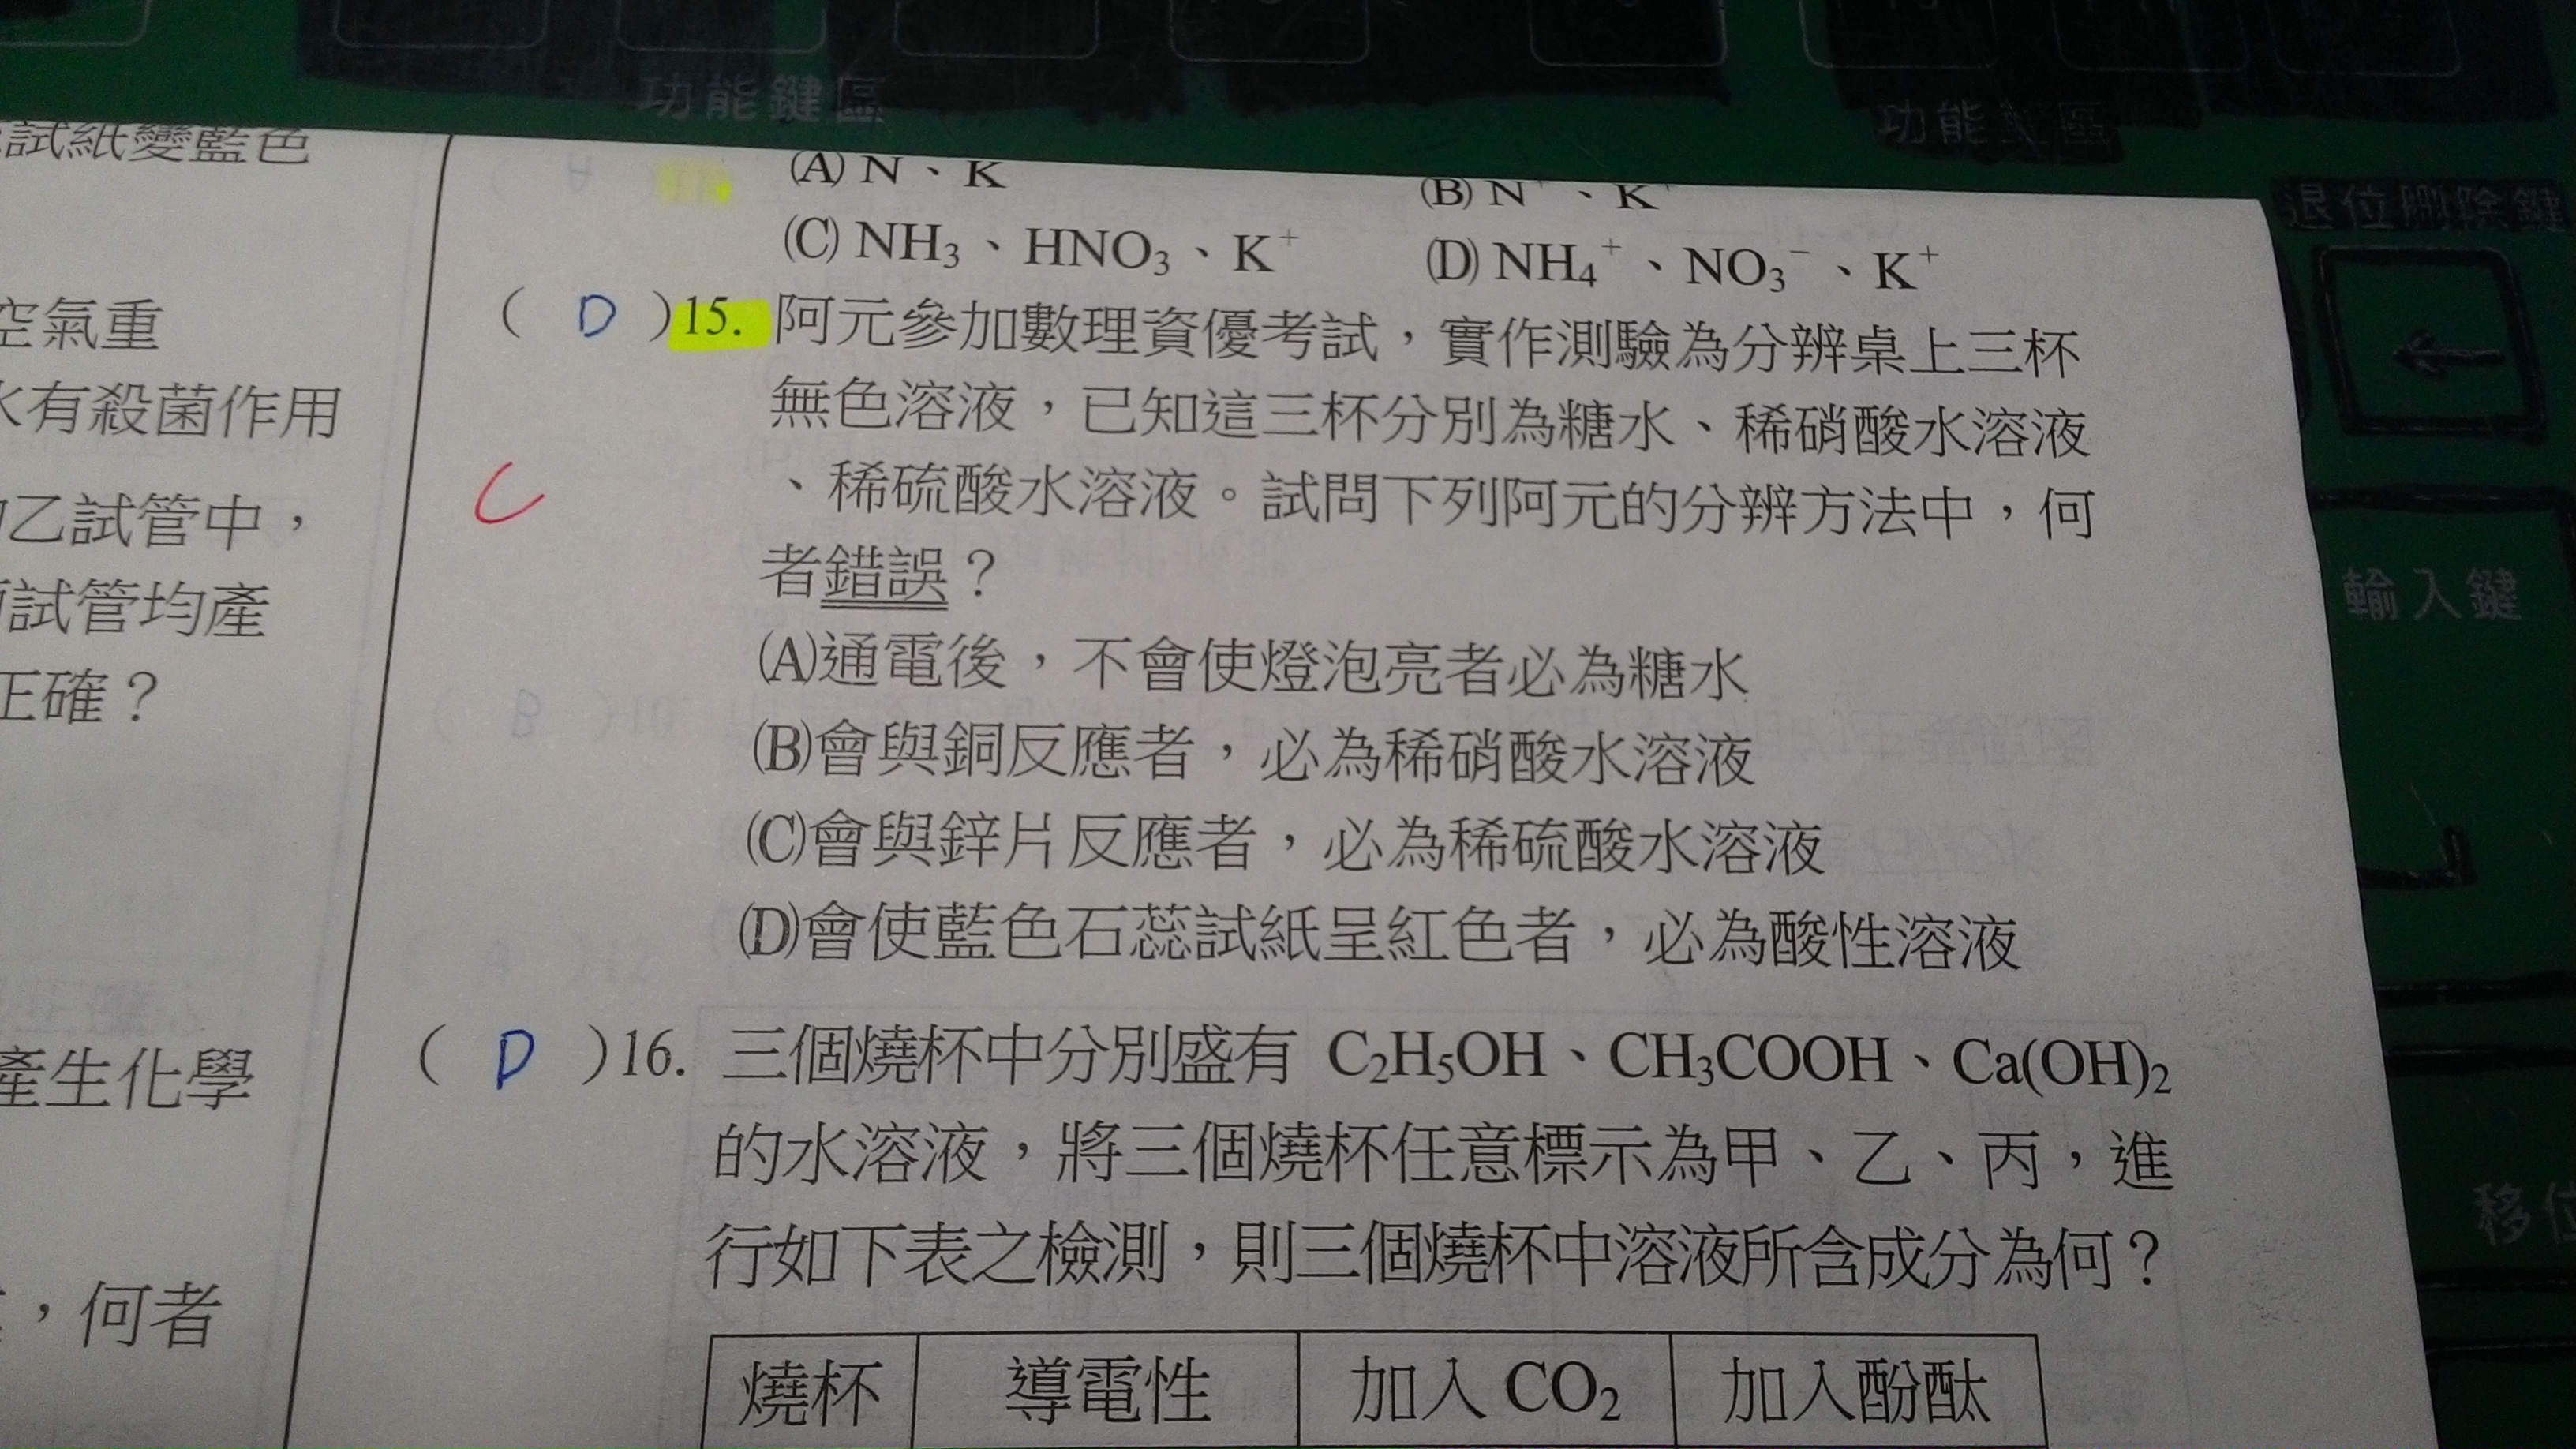 功能鍵區
功能鍵區
退位刪除鍵
←
輸入鍵
移位
試紙變藍色
空氣重
水有殺菌作用
乙試管中，
試管均產
正確？
產生化學
，何者
(A) N、K
(B) N⁺、K⁺
(C) NH₃、HNO₃、K⁺
(D) NH₄⁺、NO₃⁻、K⁺
( D )15. 阿元參加數理資優考試，實作測驗為分辨桌上三杯
無色溶液，已知這三杯分別為糖水、稀硝酸水溶液
、稀硫酸水溶液。試問下列阿元的分辨方法中，何
C
者錯誤？
(A)通電後，不會使燈泡亮者必為糖水
(B)會與銅反應者，必為稀硝酸水溶液
(C)會與鋅片反應者，必為稀硫酸水溶液
(D)會使藍色石蕊試紙呈紅色者，必為酸性溶液
( D )16. 三個燒杯中分別盛有 C₂H₅OH、CH₃COOH、Ca(OH)₂
的水溶液，將三個燒杯任意標示為甲、乙、丙，進
行如下表之檢測，則三個燒杯中溶液所含成分為何？
燒杯 導電性 加入 CO₂ 加入酚酞